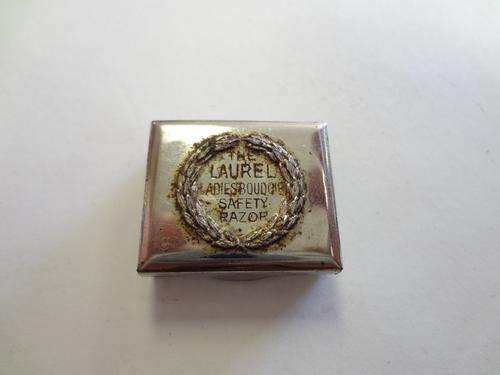 THE
LAUREL
LADIES BOUDOIR
SAFETY
RAZOR